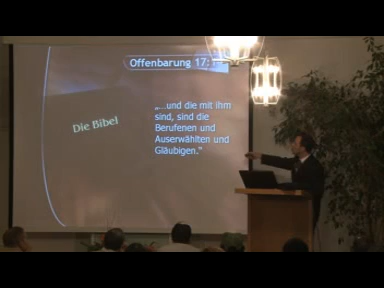 Offenbarung 17:
Die Bibel
„...und die mit ihm
sind, sind die
Berufenen und
Auserwählten und
Gläubigen.“